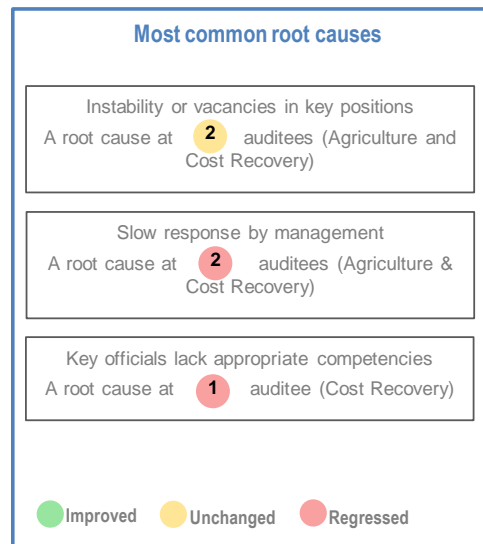 Most common root causes
Instability or vacancies in key positions
A root cause at 2 auditees (Agriculture and
Cost Recovery)
Slow response by management
A root cause at 2 auditees (Agriculture &
Cost Recovery)
Key officials lack appropriate competencies
A root cause at 1 auditee (Cost Recovery)
Improved Unchanged Regressed